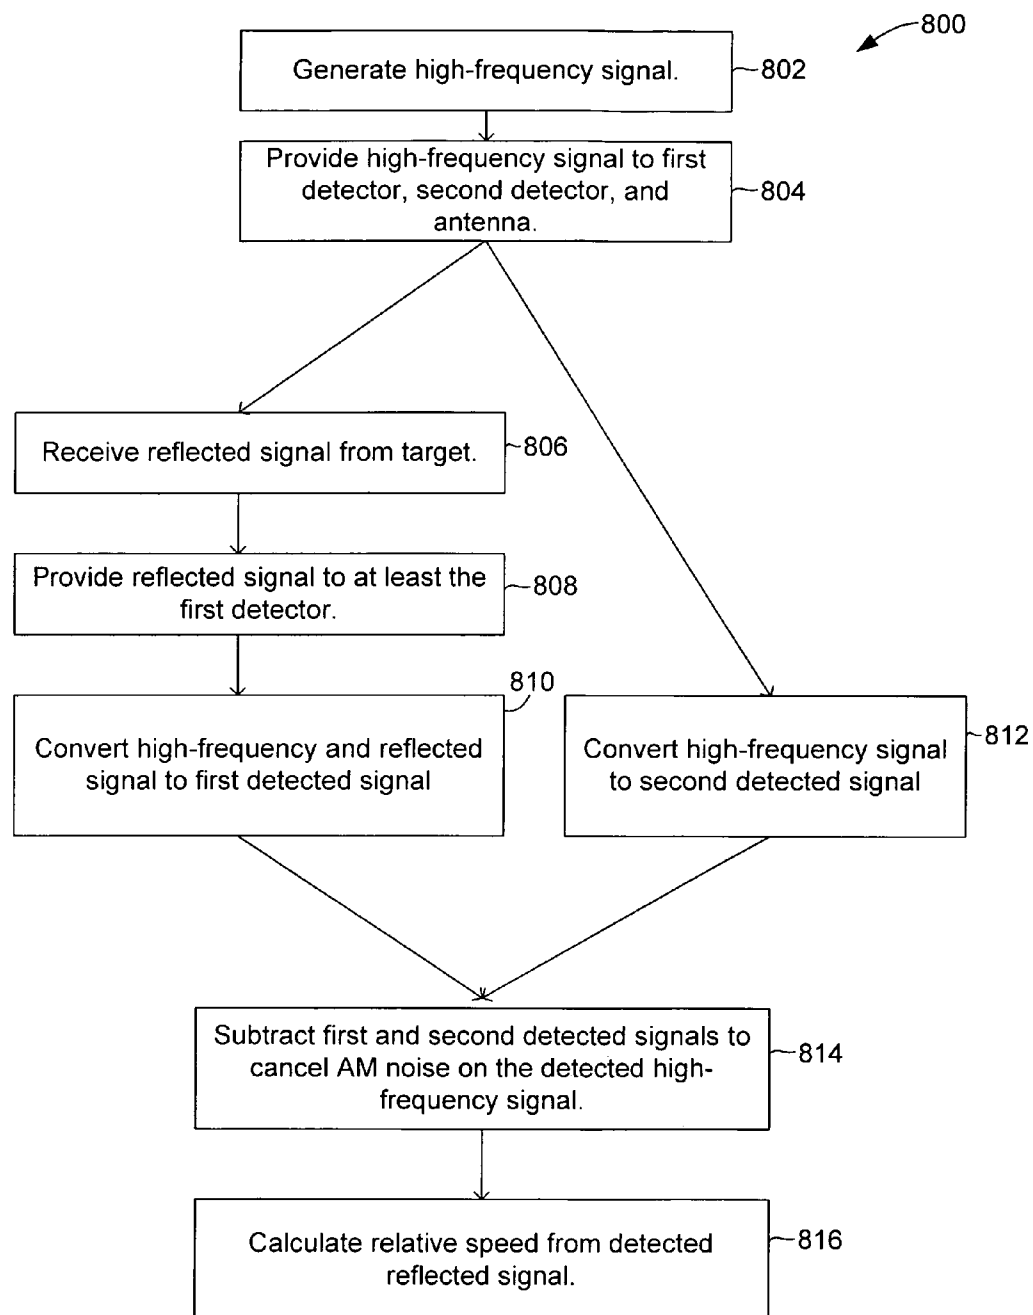 800
Generate high-frequency signal.
802
Provide high-frequency signal to first
detector, second detector, and
antenna.
804
Receive reflected signal from target.
806
Provide reflected signal to at least the
first detector.
808
810
Convert high-frequency and reflected
signal to first detected signal
Convert high-frequency signal
to second detected signal
812
Subtract first and second detected signals to
cancel AM noise on the detected high-
frequency signal.
814
Calculate relative speed from detected
reflected signal.
816